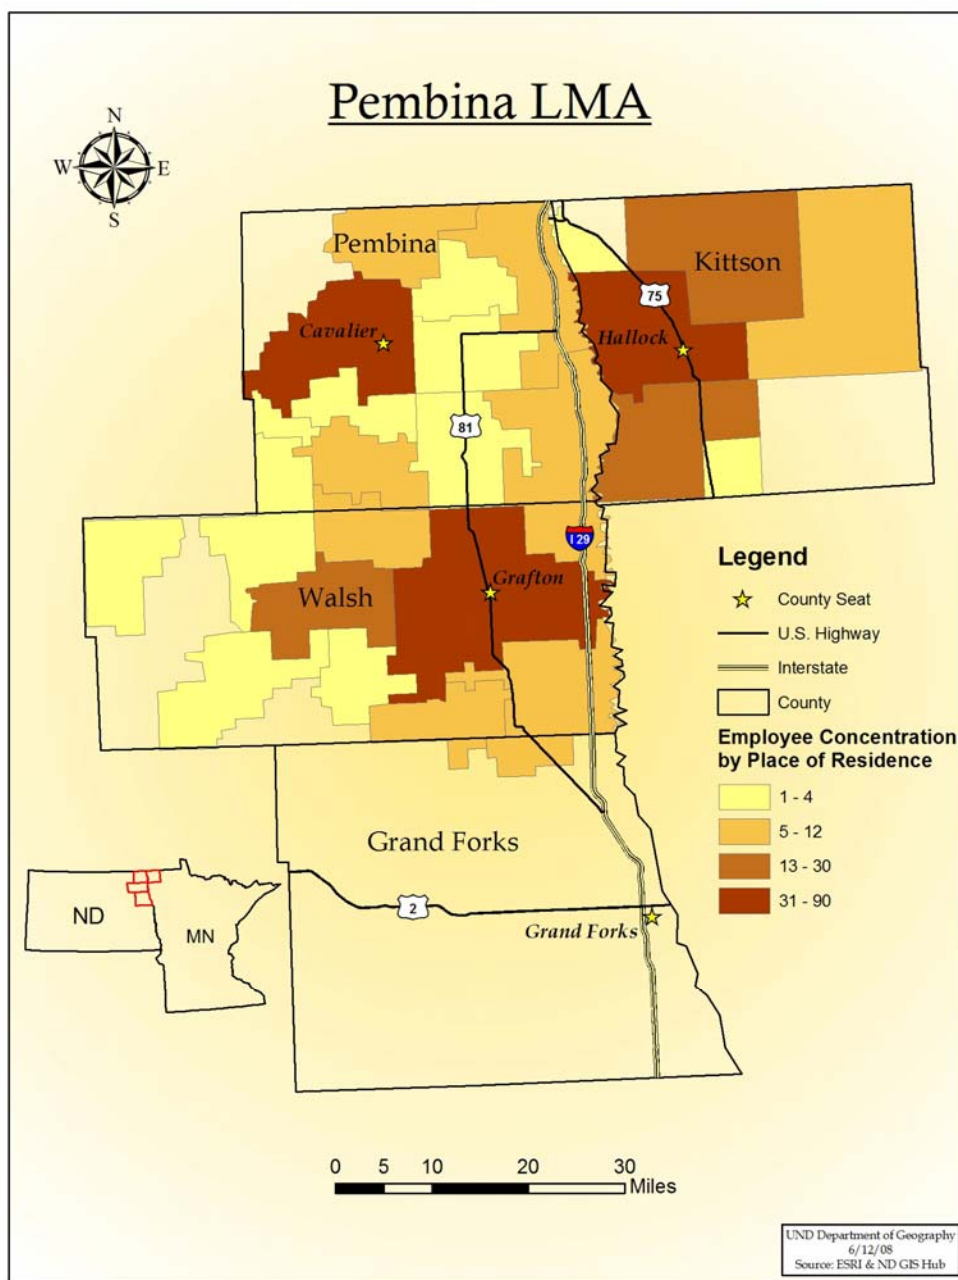 Pembina LMA
N
W
E
S
Pembina
Kittson
75
Cavalier
Hallock
81
I 29
Grafton
Walsh
Legend
County Seat
U.S. Highway
Interstate
County
Employee Concentration
by Place of Residence
1 - 4
5 - 12
13 - 30
31 - 90
Grand Forks
2
Grand Forks
ND
MN
0 5 10 20 30
Miles
UND Department of Geography
6/12/08
Source: ESRI & ND GIS Hub